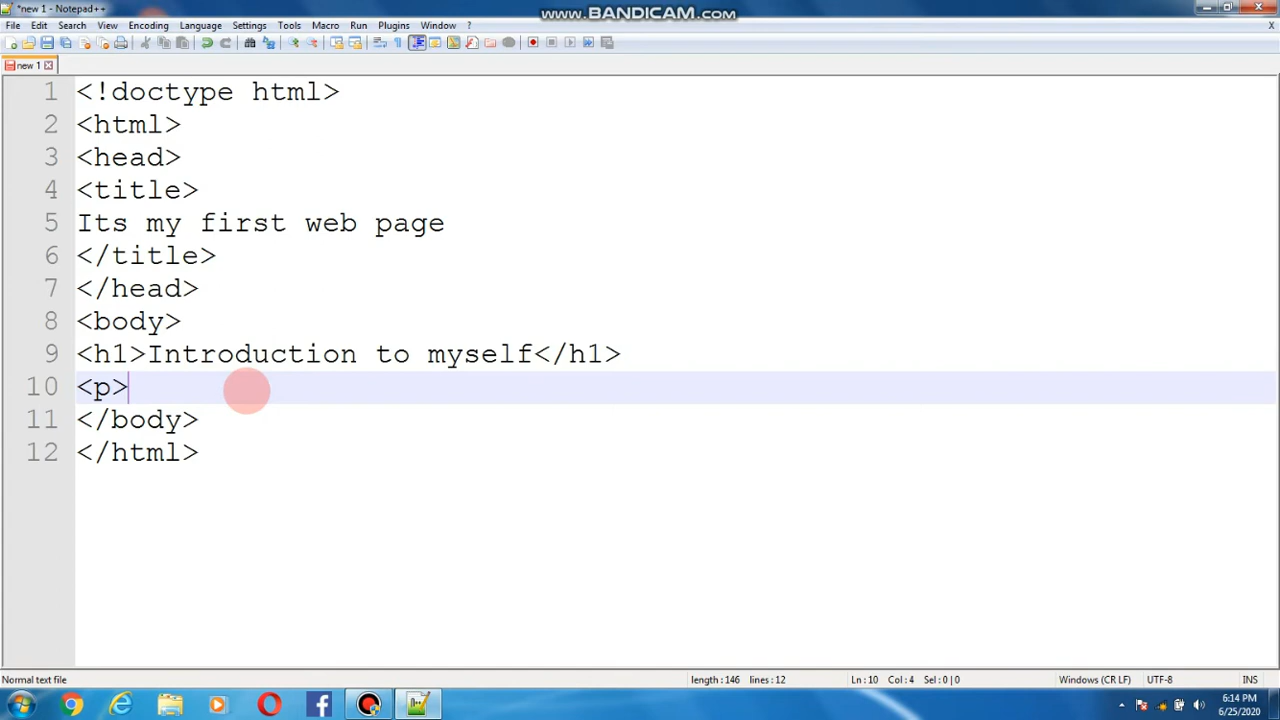 *new 1 - Notepad++
www.BANDICAM.com
File Edit Search View Encoding Language Settings Tools Macro Run Plugins Window ?
X
new 1
1 <!doctype html>
2 <html>
3 <head>
4 <title>
5 Its my first web page
6 </title>
7 </head>
8 <body>
9 <h1>Introduction to myself</h1>
10 <p>
11 </body>
12 </html>
Normal text file length : 146 lines : 12 Ln : 10 Col : 4 Sel : 0 | 0 Windows (CR LF) UTF-8 INS
6:14 PM
6/25/2020